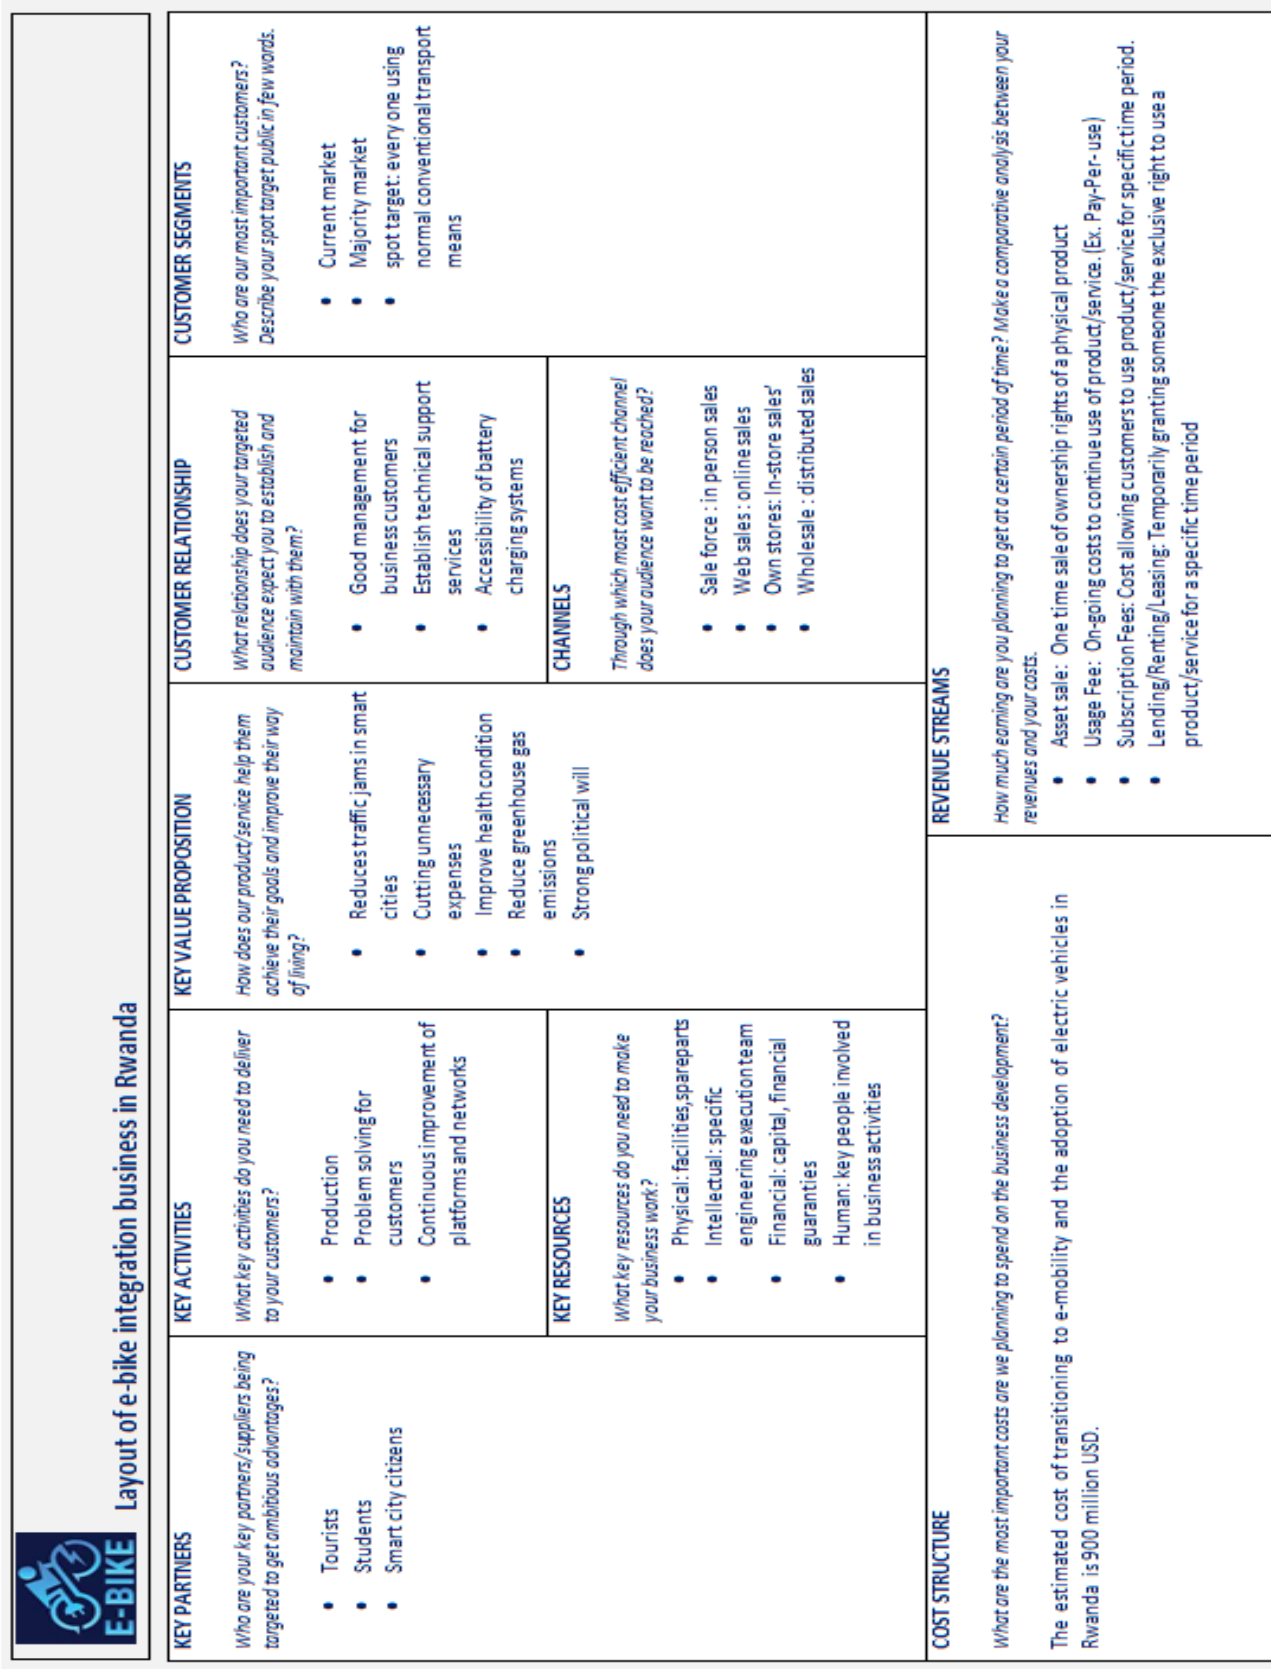 E-BIKE
Layout of e-bike integration business in Rwanda
KEY PARTNERS
Who are your key partners/suppliers being
targeted to get ambitious advantages?
• Tourists
• Students
• Smart city citizens
KEY ACTIVITIES
What key activities do you need to deliver
to your customers?
• Production
• Problem solving for
customers
• Continuous improvement of
platforms and networks
KEY RESOURCES
What key resources do you need to make
your business work?
• Physical: facilities,spareparts
• Intellectual: specific
engineering execution team
• Financial: capital, financial
guaranties
• Human: key people involved
in business activities
KEY VALUE PROPOSITION
How does our product/service help them
achieve their goals and improve their way
of living?
• Reduces traffic jams in smart
cities
• Cutting unnecessary
expenses
• Improve health condition
• Reduce greenhouse gas
emissions
• Strong political will
CUSTOMER RELATIONSHIP
What relationship does your targeted
audience expect you to establish and
maintain with them?
• Good management for
business customers
• Establish technical support
services
• Accessibility of battery
charging systems
CHANNELS
Through which most cost efficient channel
does your audience want to be reached?
• Sale force : in person sales
• Web sales : online sales
• Own stores: In-store sales'
• Wholesale : distributed sales
CUSTOMER SEGMENTS
Who are our most important customers?
Describe your spot target public in few words.
• Current market
• Majority market
• spot target: every one using
normal conventional transport
means
COST STRUCTURE
What are the most important costs are we planning to spend on the business development?
The estimated cost of transitioning to e-mobility and the adoption of electric vehicles in
Rwanda is 900 million USD.
REVENUE STREAMS
How much earning are you planning to get at a certain period of time? Make a comparative analysis between your
revenues and your costs.
• Asset sale: One time sale of ownership rights of a physical product
• Usage Fee: On-going costs to continue use of product/service. (Ex. Pay-Per-use)
• Subscription Fees: Cost allowing customers to use product/service for specific time period.
• Lending/Renting/Leasing: Temporarily granting someone the exclusive right to use a
product/service for a specific time period